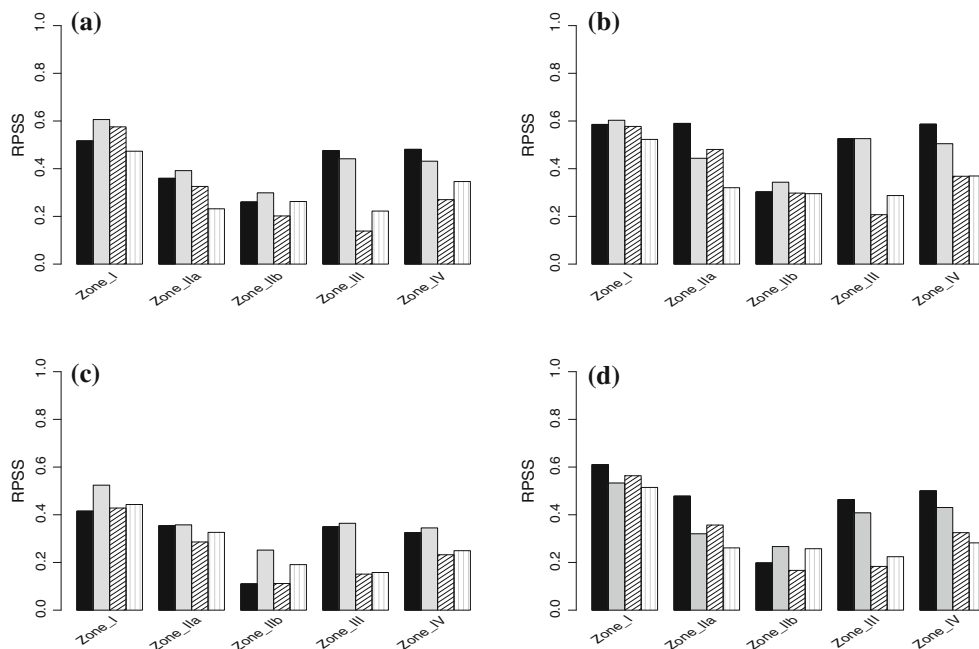 (a)
RPSS
1.0
0.8
0.6
0.4
0.2
0.0
Zone_I
Zone_IIa
Zone_IIb
Zone_III
Zone_IV
(b)
RPSS
1.0
0.8
0.6
0.4
0.2
0.0
Zone_I
Zone_IIa
Zone_IIb
Zone_III
Zone_IV
(c)
RPSS
1.0
0.8
0.6
0.4
0.2
0.0
Zone_I
Zone_IIa
Zone_IIb
Zone_III
Zone_IV
(d)
RPSS
1.0
0.8
0.6
0.4
0.2
0.0
Zone_I
Zone_IIa
Zone_IIb
Zone_III
Zone_IV